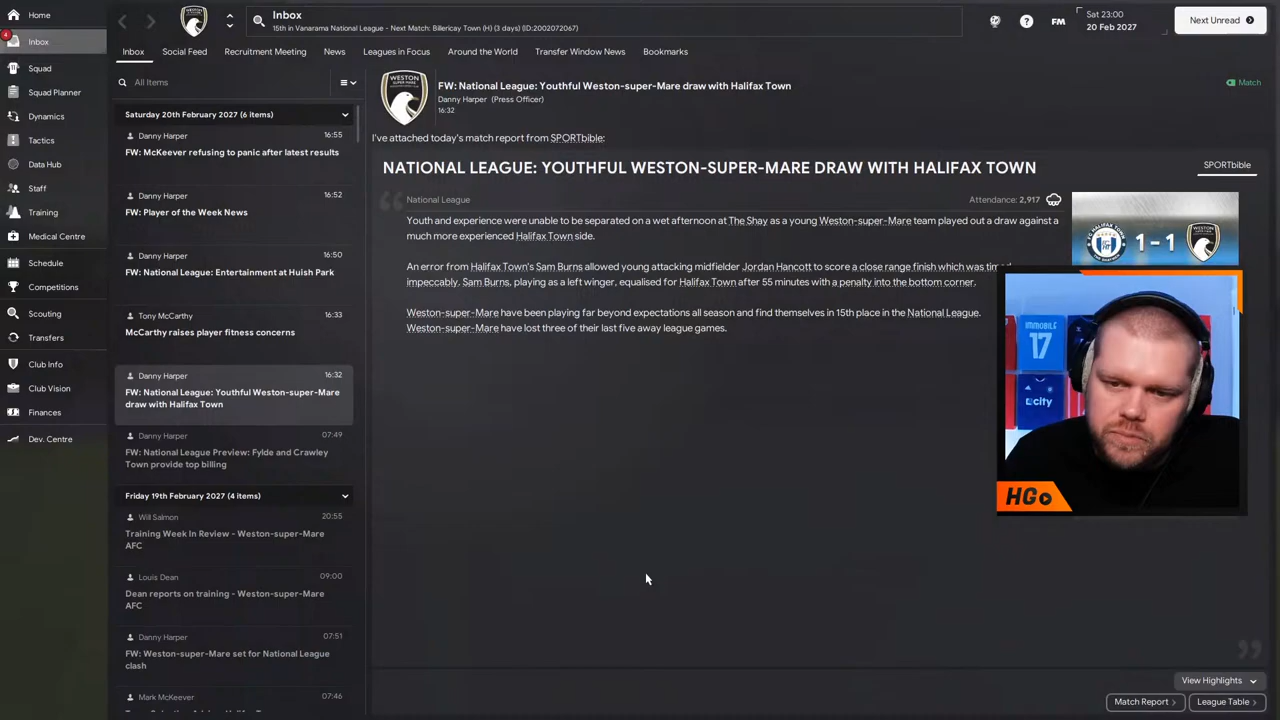 Home
4
Inbox
Squad
Squad Planner
Dynamics
Tactics
Data Hub
Staff
Training
Medical Centre
Schedule
Competitions
Scouting
Transfers
Club Info
Club Vision
Finances
Dev. Centre
Inbox
15th in Vanarama National League - Next Match: Billericay Town (H) (3 days) (ID:2002072067)
FM
Sat 23:00
20 Feb 2027
Next Unread
Inbox
Social Feed
Recruitment Meeting
News
Leagues in Focus
Around the World
Transfer Window News
Bookmarks
All Items
Saturday 20th February 2027 (6 items)
Danny Harper 16:55
FW: McKeever refusing to panic after latest results
Danny Harper 16:52
FW: Player of the Week News
Danny Harper 16:50
FW: National League: Entertainment at Huish Park
Tony McCarthy 16:33
McCarthy raises player fitness concerns
Danny Harper 16:32
FW: National League: Youthful Weston-super-Mare
draw with Halifax Town
Danny Harper 07:49
FW: National League Preview: Fylde and Crawley
Town provide top billing
Friday 19th February 2027 (4 items)
Will Salmon 20:55
Training Week In Review - Weston-super-Mare
AFC
Louis Dean 09:00
Dean reports on training - Weston-super-Mare
AFC
Danny Harper 07:51
FW: Weston-super-Mare set for National League
clash
Mark McKeever 07:46
FW: National League: Youthful Weston-super-Mare draw with Halifax Town
Danny Harper (Press Officer)
16:32
Match
I've attached today's match report from SPORTbible:
NATIONAL LEAGUE: YOUTHFUL WESTON-SUPER-MARE DRAW WITH HALIFAX TOWN
SPORTbible
National League
Attendance: 2,917
Youth and experience were unable to be separated on a wet afternoon at The Shay as a young Weston-super-Mare team played out a draw against a
much more experienced Halifax Town side.
An error from Halifax Town's Sam Burns allowed young attacking midfielder Jordan Hancott to score a close range finish which was timed
impeccably. Sam Burns, playing as a left winger, equalised for Halifax Town after 55 minutes with a penalty into the bottom corner.
Weston-super-Mare have been playing far beyond expectations all season and find themselves in 15th place in the National League.
Weston-super-Mare have lost three of their last five away league games.
1-1
IMMOBILE
17
city
HG
View Highlights
Match Report
League Table